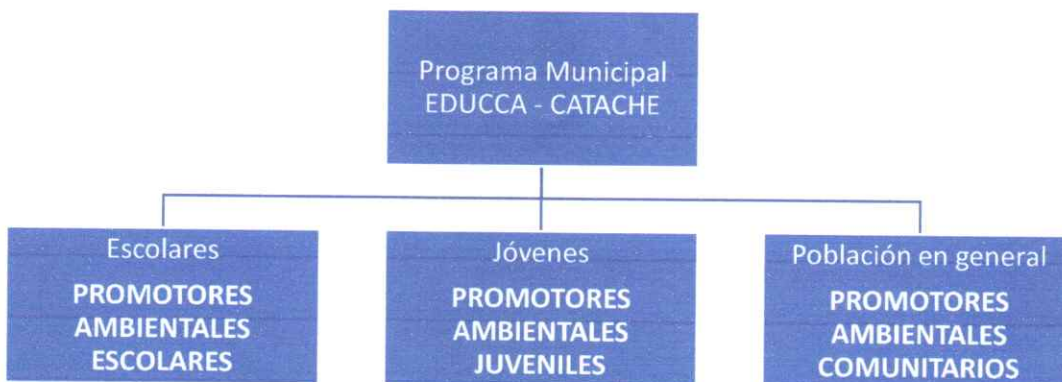 Programa Municipal
EDUCCA - CATACHE
Escolares
PROMOTORES
AMBIENTALES
ESCOLARES
Jóvenes
PROMOTORES
AMBIENTALES
JUVENILES
Población en general
PROMOTORES
AMBIENTALES
COMUNITARIOS